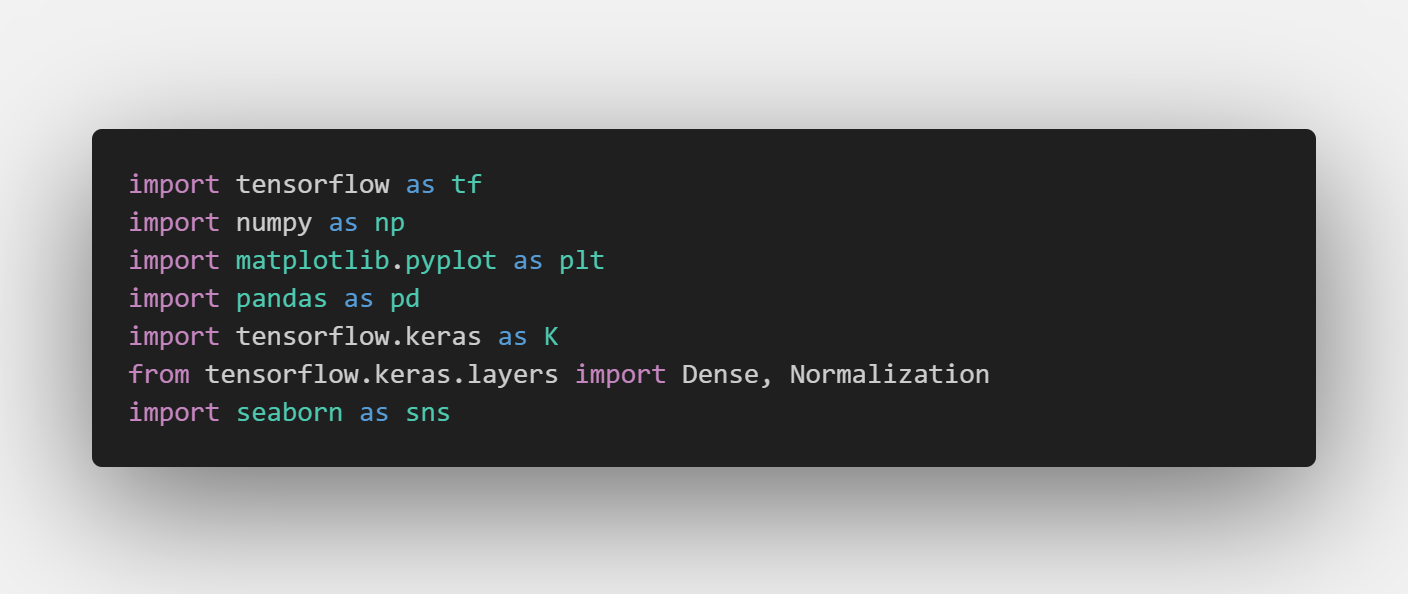 import tensorflow as tf
import numpy as np
import matplotlib.pyplot as plt
import pandas as pd
import tensorflow.keras as K
from tensorflow.keras.layers import Dense, Normalization
import seaborn as sns